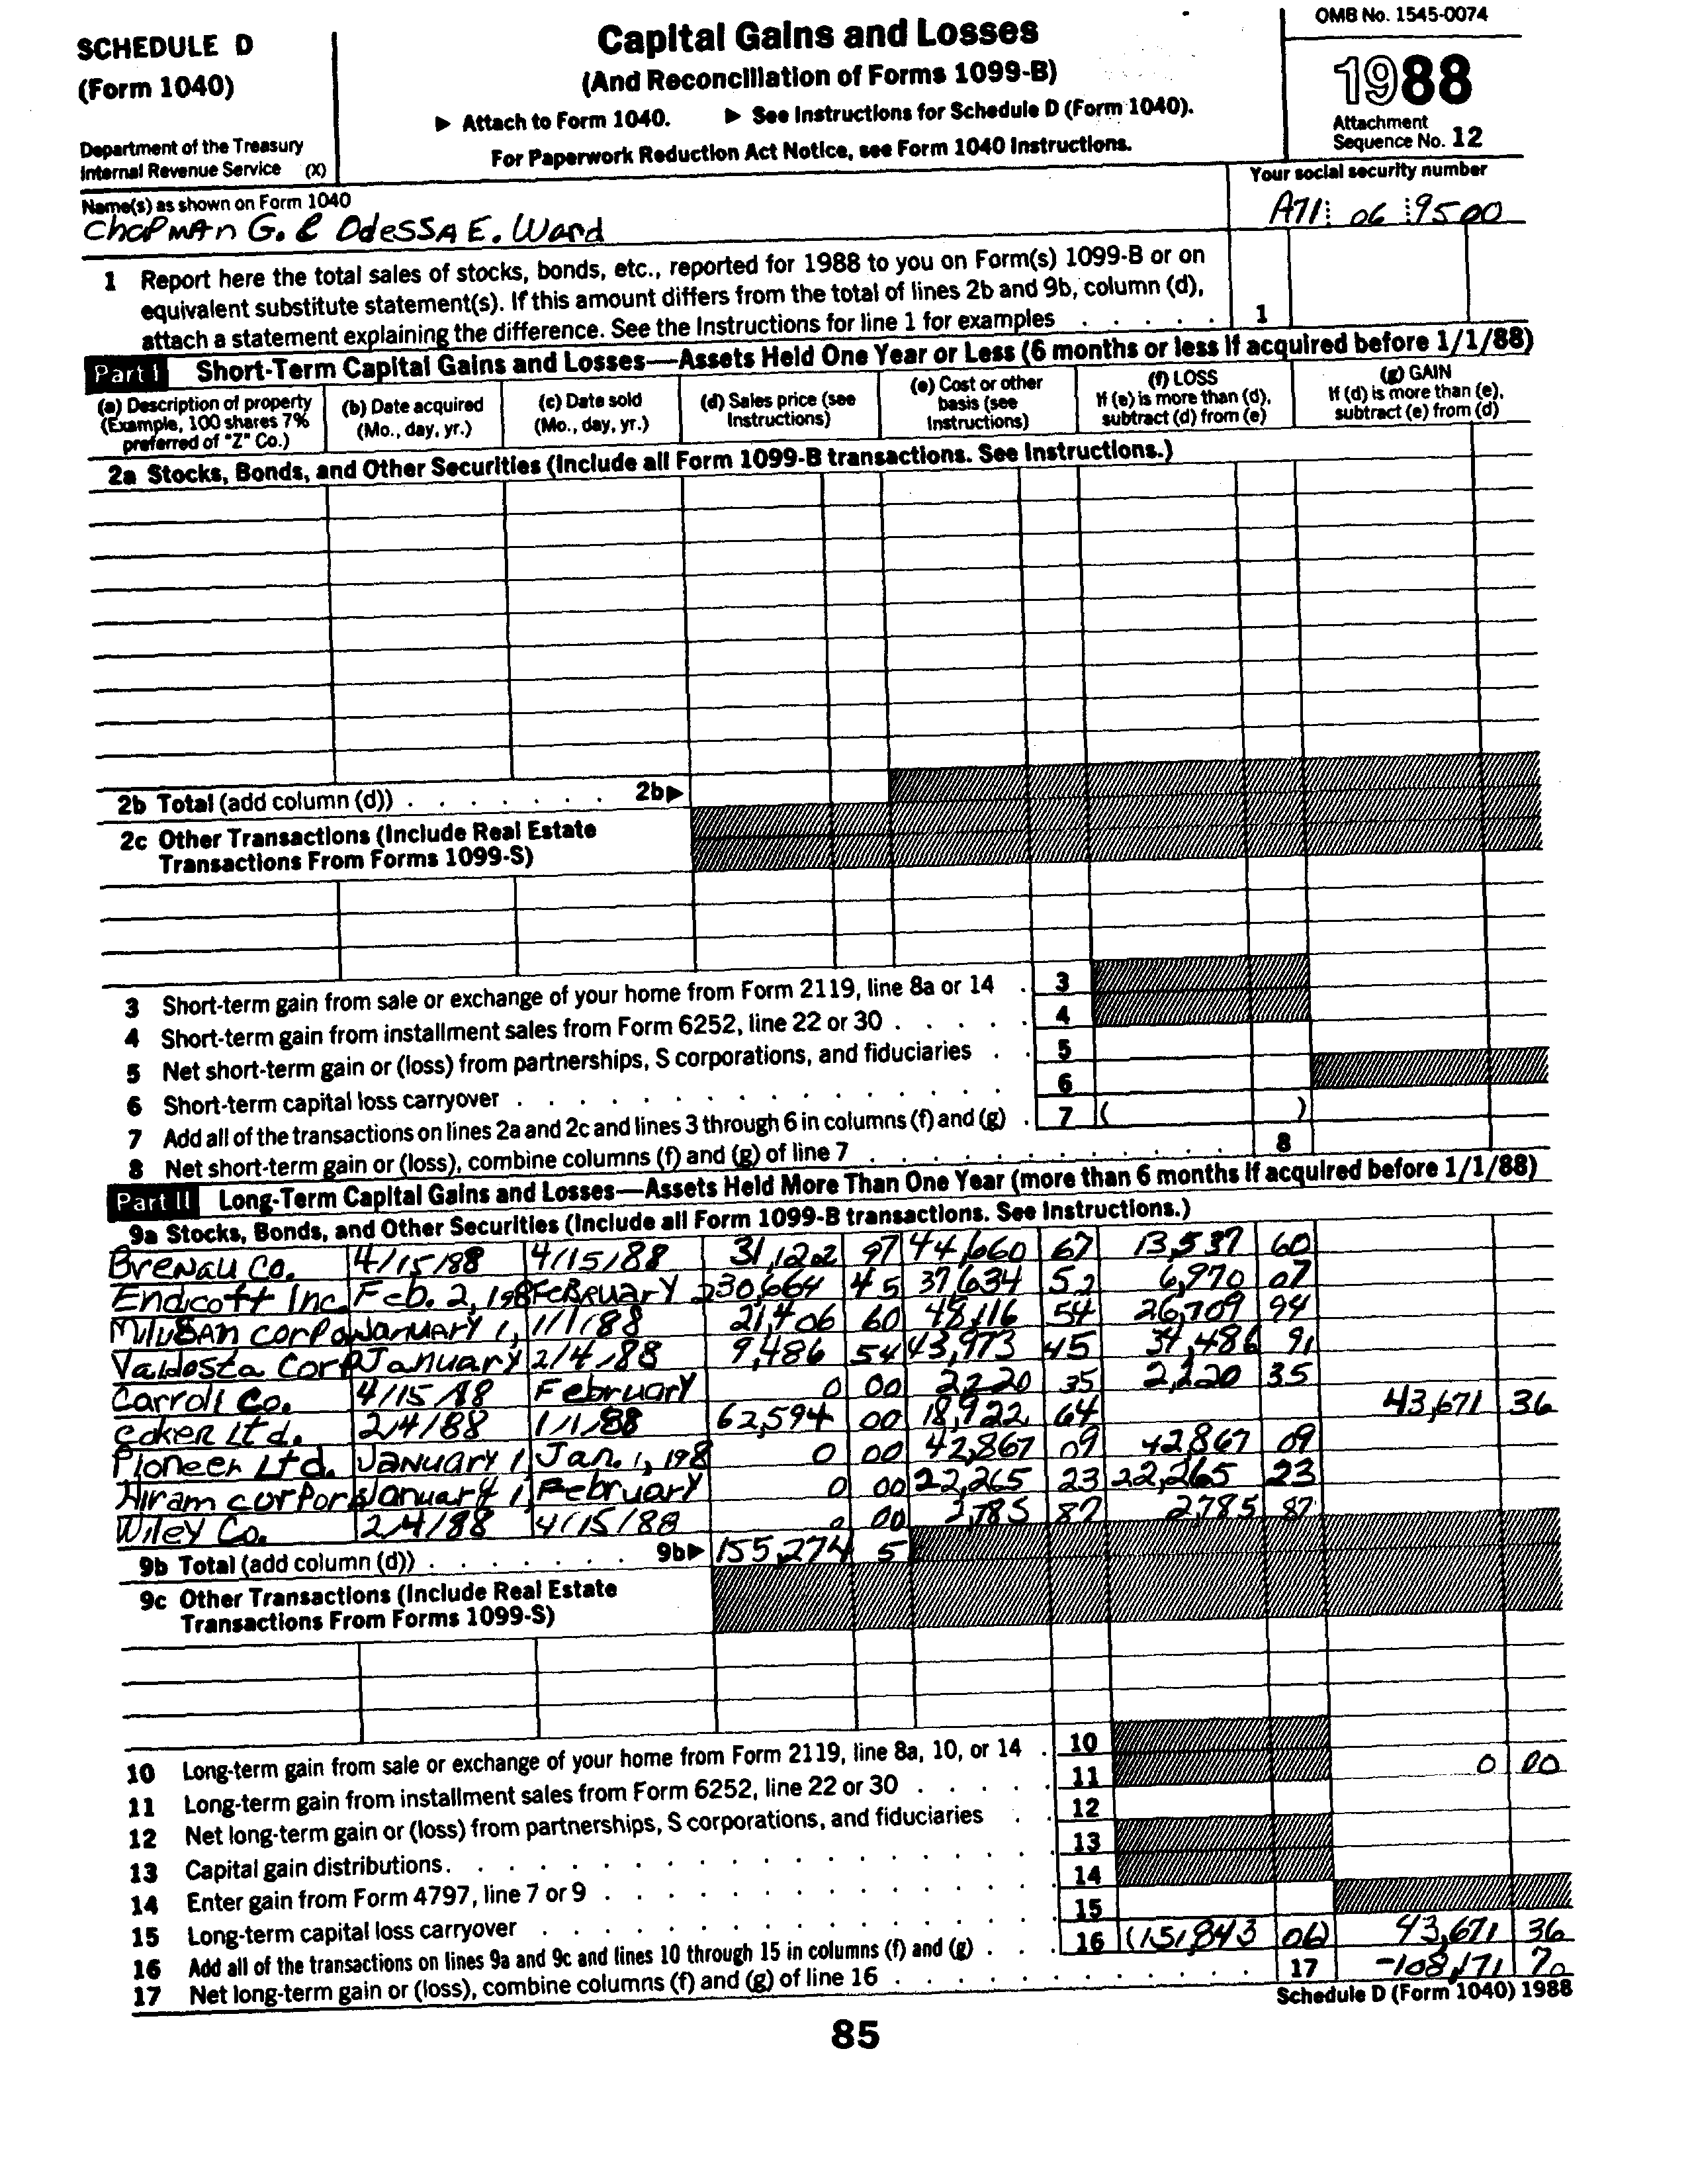 SCHEDULE D
(Form 1040)
Department of the Treasury
Internal Revenue Service (X)
Capital Gains and Losses
(And Reconciliation of Forms 1099-B)
▶ Attach to Form 1040. ▶ See Instructions for Schedule D (Form 1040).
For Paperwork Reduction Act Notice, see Form 1040 Instructions.
OMB No. 1545-0074
1988
Attachment
Sequence No. 12
Name(s) as shown on Form 1040
Chapman G. & Odessa E. Ward
Your social security number
A71 06 9500
1 Report here the total sales of stocks, bonds, etc., reported for 1988 to you on Form(s) 1099-B or on
equivalent substitute statement(s). If this amount differs from the total of lines 2b and 9b, column (d),
attach a statement explaining the difference. See the Instructions for line 1 for examples . . . . . 1
Part I Short-Term Capital Gains and Losses—Assets Held One Year or Less (6 months or less if acquired before 1/1/88)
(a) Description of property
(Example, 100 shares 7%
preferred of "Z" Co.)
(b) Date acquired
(Mo., day, yr.)
(c) Date sold
(Mo., day, yr.)
(d) Sales price (see
Instructions)
(e) Cost or other
basis (see
Instructions)
(f) LOSS
If (e) is more than (d),
subtract (d) from (e)
(g) GAIN
If (d) is more than (e),
subtract (e) from (d)
2a Stocks, Bonds, and Other Securities (Include all Form 1099-B transactions. See Instructions.)
2b Total (add column (d)) . . . . . . . 2b▶
2c Other Transactions (Include Real Estate
Transactions From Forms 1099-S)
3 Short-term gain from sale or exchange of your home from Form 2119, line 8a or 14 . 3
4 Short-term gain from installment sales from Form 6252, line 22 or 30 . . . . . 4
5 Net short-term gain or (loss) from partnerships, S corporations, and fiduciaries . . 5
6 Short-term capital loss carryover . . . . . . . . . . . . . 6
7 Add all of the transactions on lines 2a and 2c and lines 3 through 6 in columns (f) and (g) . 7 ( )
8 Net short-term gain or (loss), combine columns (f) and (g) of line 7 . . . . . . . . . . . . 8
Part II Long-Term Capital Gains and Losses—Assets Held More Than One Year (more than 6 months if acquired before 1/1/88)
9a Stocks, Bonds, and Other Securities (Include all Form 1099-B transactions. See Instructions.)
Brenau Co. 4/15/88 4/15/88 31,122 97 44,660 67 13,537 60
Endicott Inc. Feb. 2, 198 February 2 30,664 45 37,634 52 6,970 07
Milligan Corpo January 1, 1/1/88 21,406 60 48,116 54 26,709 94
Valdosta Corp January 2/4/88 9,486 54 43,973 45 34,486 91
Carroll Co. 4/15/88 February 0 00 2,220 35 2,220 35
Coker Ltd. 2/4/88 1/1/88 62,594 00 18,922 64 43,671 36
Pioneer Ltd. January 1 Jan. 1, 198 0 00 42,867 09 42,867 09
Hiram Corpor January 1, February 0 00 22,265 23 22,265 23
Wiley Co. 2/4/88 4/15/88 0 00 2,785 87 2,785 87
9b Total (add column (d)) . . . . . . . 9b▶ 155,274 5
9c Other Transactions (Include Real Estate
Transactions From Forms 1099-S)
10 Long-term gain from sale or exchange of your home from Form 2119, line 8a, 10, or 14 . 10
11 Long-term gain from installment sales from Form 6252, line 22 or 30 . . . . . 11 0 00
12 Net long-term gain or (loss) from partnerships, S corporations, and fiduciaries . . 12
13 Capital gain distributions . . . . . . . . . . . . . . . . 13
14 Enter gain from Form 4797, line 7 or 9 . . . . . . . . . . . . 14
15 Long-term capital loss carryover . . . . . . . . . . . . . . 15
16 Add all of the transactions on lines 9a and 9c and lines 10 through 15 in columns (f) and (g) . . . 16 (151,843 06) 43,671 36
17 Net long-term gain or (loss), combine columns (f) and (g) of line 16 . . . . . . . . . . . . 17 -108,171 70
Schedule D (Form 1040) 1988
85